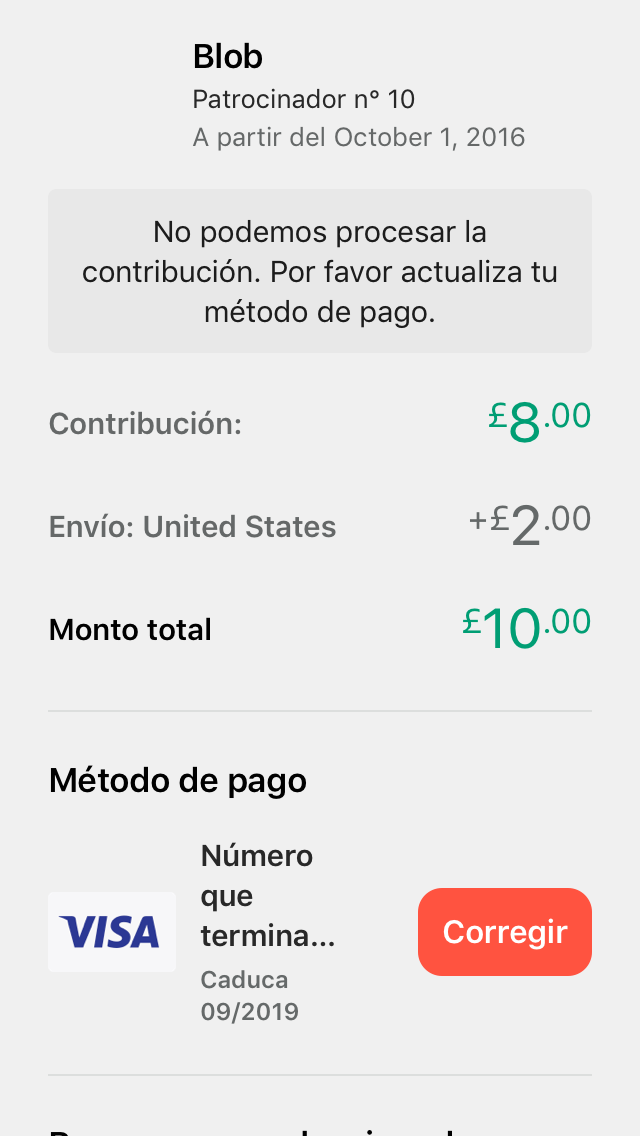 Blob
Patrocinador n° 10
A partir del October 1, 2016
No podemos procesar la
contribución. Por favor actualiza tu
método de pago.
Contribución:
£8.00
Envío: United States
+£2.00
Monto total
£10.00
Método de pago
Número
que
termina...
Caduca
09/2019
VISA
Corregir